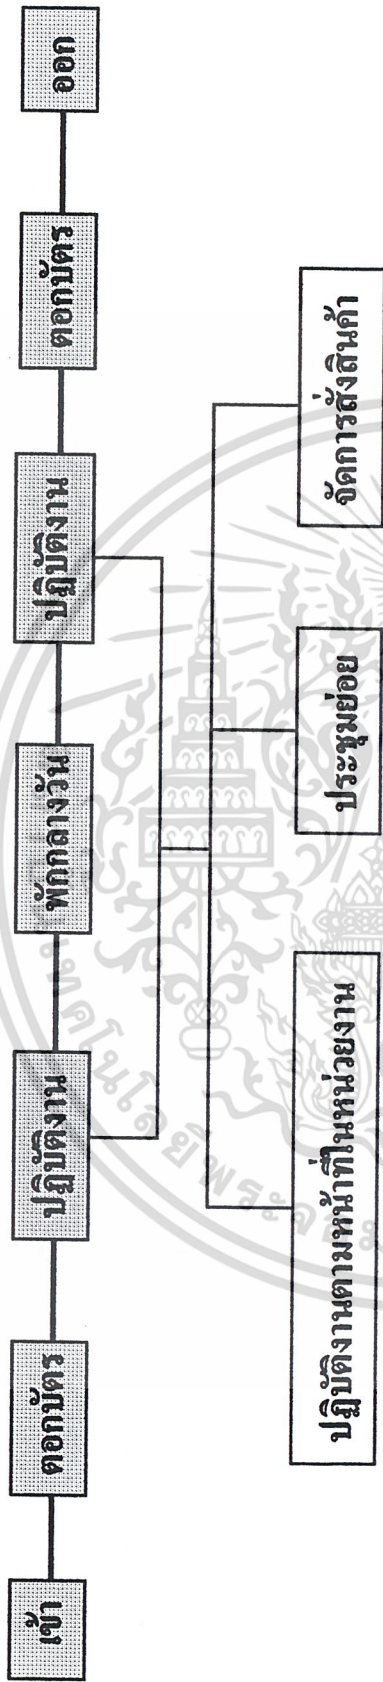 เข้า
ตอกบัตร
ปฏิบัติงาน
พักกลางวัน
ปฏิบัติงาน
ตอกบัตร
ออก
ปฏิบัติงานตามหน้าที่ในหน่วยงาน
ประชุมย่อย
จัดการสั่งสินค้า